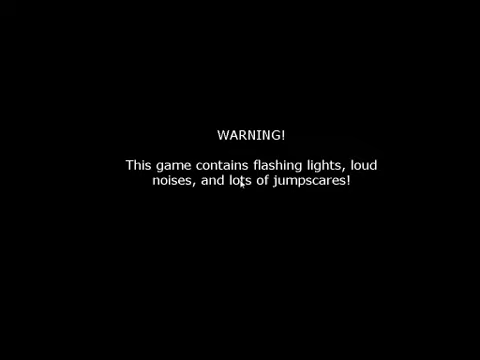 WARNING!
This game contains flashing lights, loud
noises, and lots of jumpscares!